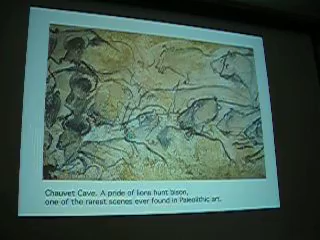 Chauvet Cave. A pride of lions hunt bison,
one of the rarest scenes ever found in Paleolithic art.